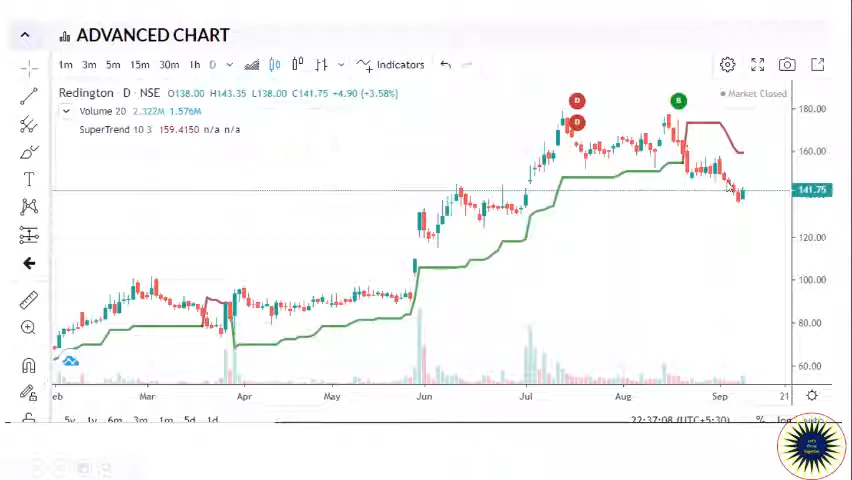 ADVANCED CHART
1m 3m 5m 15m 30m 1h D Indicators
Redington · D · NSE O138.00 H143.35 L138.00 C141.75 +4.90 (+3.58%)
Market Closed
Volume 20 2.322M 1.576M
SuperTrend 10 3 159.4150 n/a n/a
D
D
B
180.00
160.00
141.75
120.00
100.00
80.00
60.00
Mar Apr May Jun Jul Aug Sep 21
5y 1y 6m 3m 1m 5d 1d
22:37:08 (UTC+5:30) % log auto